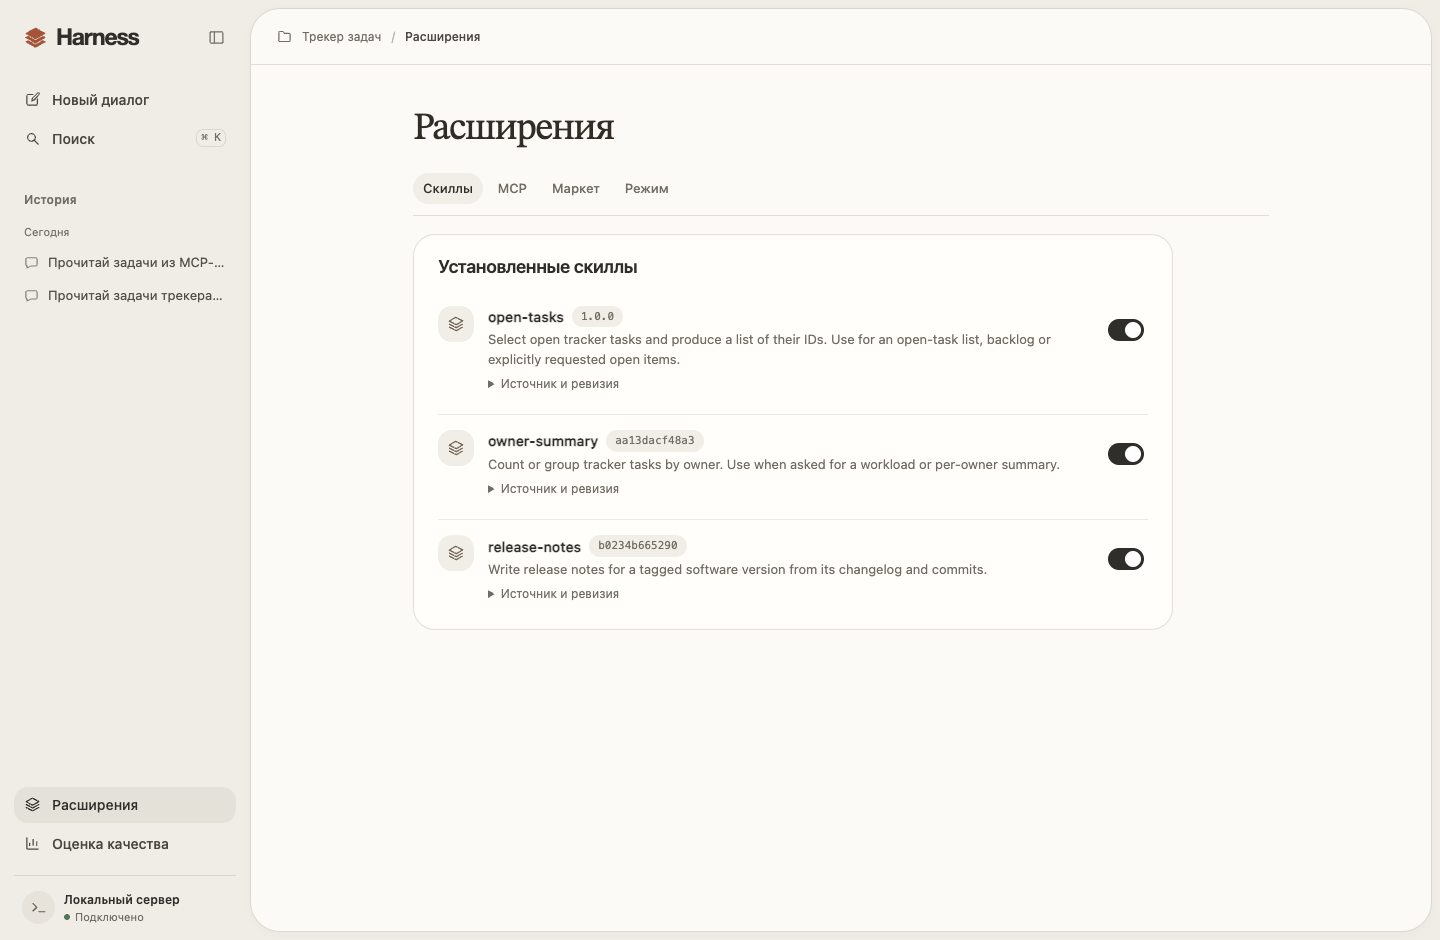 Harness
Новый диалог
Поиск
⌘ K
История
Сегодня
Прочитай задачи из MCP-...
Прочитай задачи трекера...
Расширения
Оценка качества
Локальный сервер
Подключено
Трекер задач / Расширения
Расширения
Скиллы MCP Маркет Режим
Установленные скиллы
open-tasks 1.0.0
Select open tracker tasks and produce a list of their IDs. Use for an open-task list, backlog or
explicitly requested open items.
Источник и ревизия
owner-summary aa13dacf48a3
Count or group tracker tasks by owner. Use when asked for a workload or per-owner summary.
Источник и ревизия
release-notes b0234b665290
Write release notes for a tagged software version from its changelog and commits.
Источник и ревизия